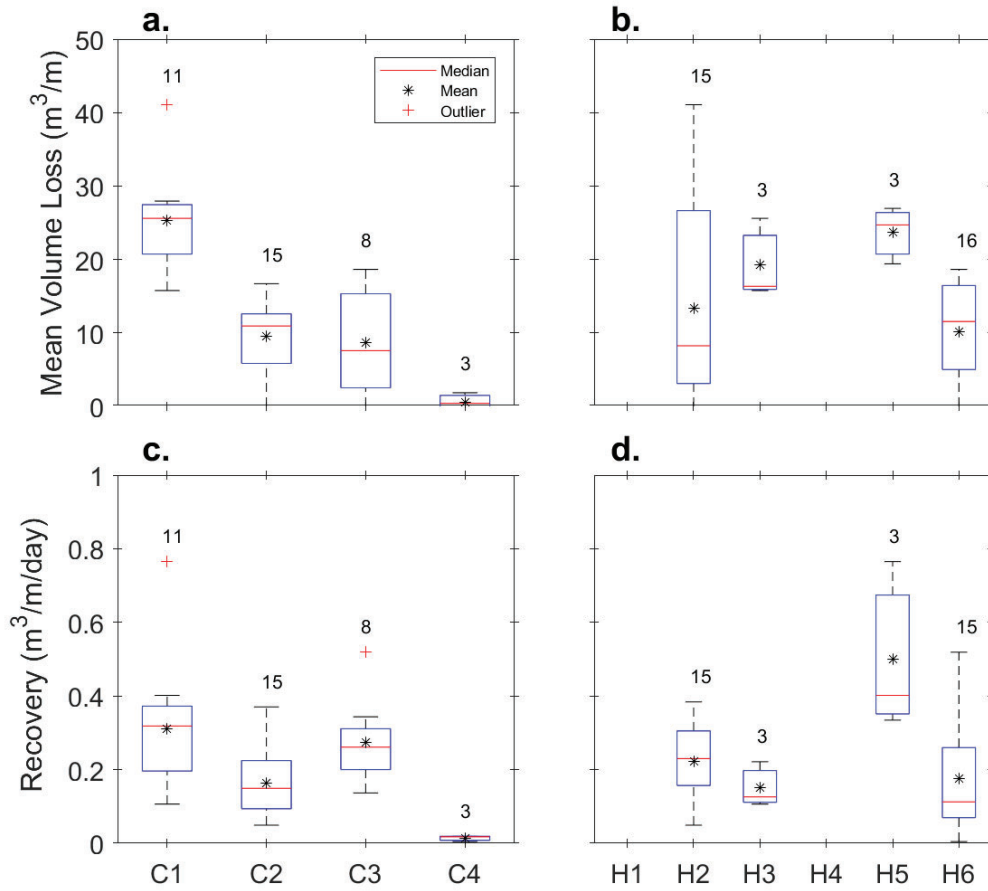 a.
b.
Mean Volume Loss (m³/m)
50
40
30
20
10
0
Median
Mean
Outlier
11
15
8
3
15
3
3
16
c.
d.
Recovery (m³/m/day)
1
0.8
0.6
0.4
0.2
0
11
15
8
3
15
3
3
15
C1 C2 C3 C4
H1 H2 H3 H4 H5 H6